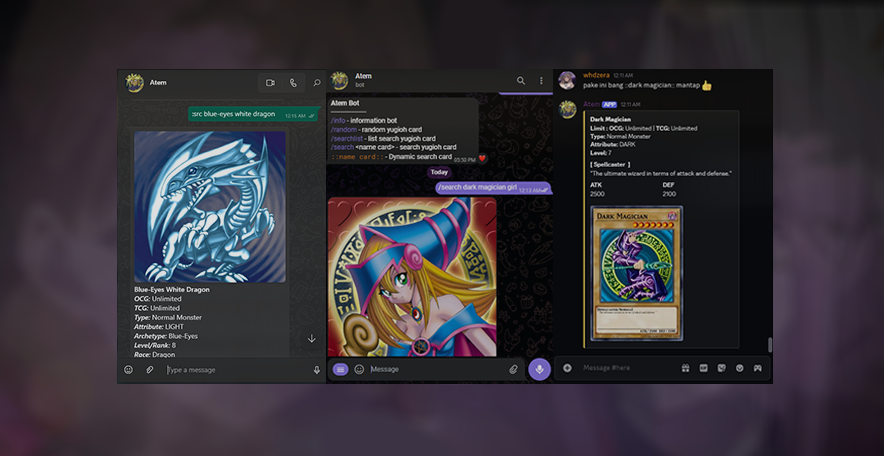 Atem
:src blue-eyes white dragon
12:15 AM
Blue-Eyes White Dragon
OCG: Unlimited
TCG: Unlimited
Type: Normal Monster
Attribute: LIGHT
Archetype: Blue-Eyes
Level/Rank: 8
Race: Dragon
Type a message
Atem
bot
Atem Bot
/info - information bot
/random - random yugioh card
/searchlist - list search yugioh card
/search <name card> - search yugioh card
::name card:: - Dynamic search card
05:50 PM
Today
/search dark magician girl
12:13 AM
Message
whdzera 12:11 AM
pake ini bang ::dark magician:: mantap 👍
Atem APP 12:11 AM
Dark Magician
Limit : OCG: Unlimited | TCG: Unlimited
Type: Normal Monster
Attribute: DARK
Level: 7
[ Spellcaster ]
"The ultimate wizard in terms of attack and defense."
ATK DEF
2500 2100
DARK MAGICIAN
Message #here